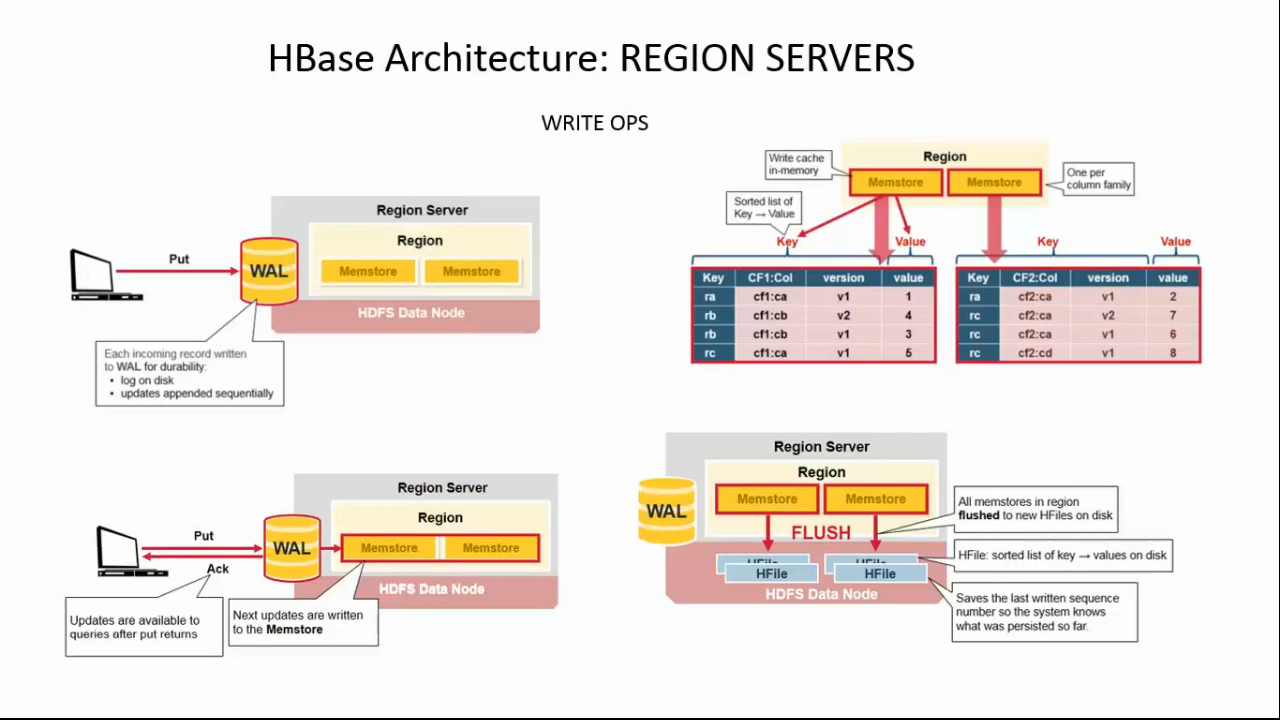 HBase Architecture: REGION SERVERS
WRITE OPS
Region Server
Region
Memstore Memstore
Put
WAL
HDFS Data Node
Each incoming record written
to WAL for durability:
• log on disk
• updates appended sequentially
Region
Write cache
in-memory
Memstore Memstore
One per
column family
Sorted list of
Key → Value
Key Value Key Value
Key CF1:Col version value
ra cf1:ca v1 1
rb cf1:cb v2 4
rb cf1:cb v1 3
rc cf1:ca v1 5
Key CF2:Col version value
ra cf2:ca v1 2
rc cf2:ca v2 7
rc cf2:ca v1 6
rc cf2:cd v1 8
Region Server
Region
Put
WAL
Memstore Memstore
Ack
HDFS Data Node
Updates are available to
queries after put returns
Next updates are written
to the Memstore
Region Server
Region
Memstore Memstore
WAL
FLUSH
HFile HFile
HFile HFile
HDFS Data Node
All memstores in region
flushed to new HFiles on disk
HFile: sorted list of key → values on disk
Saves the last written sequence
number so the system knows
what was persisted so far.